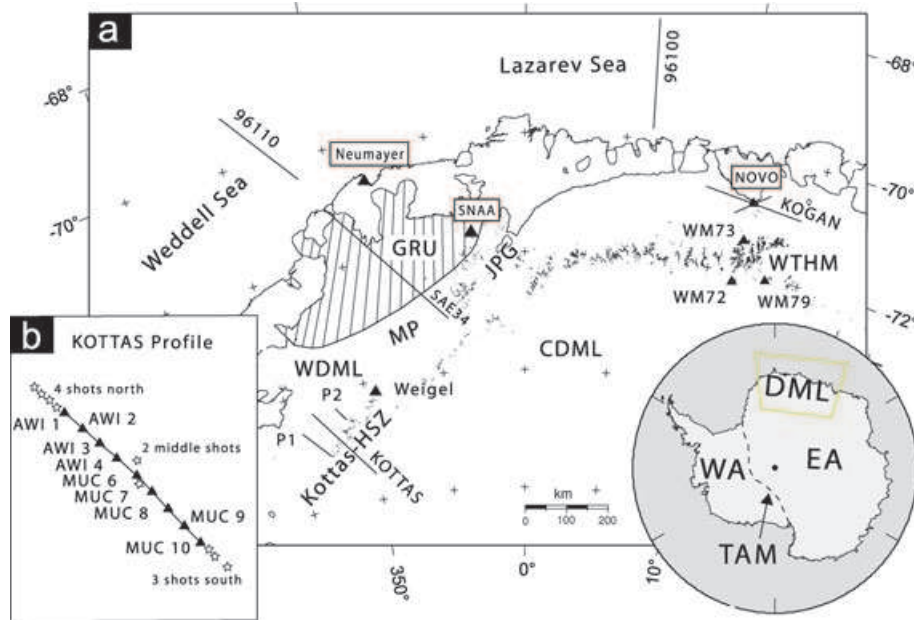 a
Lazarev Sea
96100
-68°
-68°
96110
Neumayer
Weddell Sea
NOVO
-70°
-70°
SNAA
KOGAN
GRU
JPG
WM73
WTHM
SAE34
WM72
WM79
MP
-72°
b
KOTTAS Profile
WDML
CDML
P2
Weigel
P1
Kottas-HSZ
KOTTAS
4 shots north
AWI 1
AWI 2
AWI 3
2 middle shots
AWI 4
MUC 6
MUC 7
MUC 8
MUC 9
MUC 10
3 shots south
km
0 100 200
350°
0°
10°
DML
WA
EA
TAM